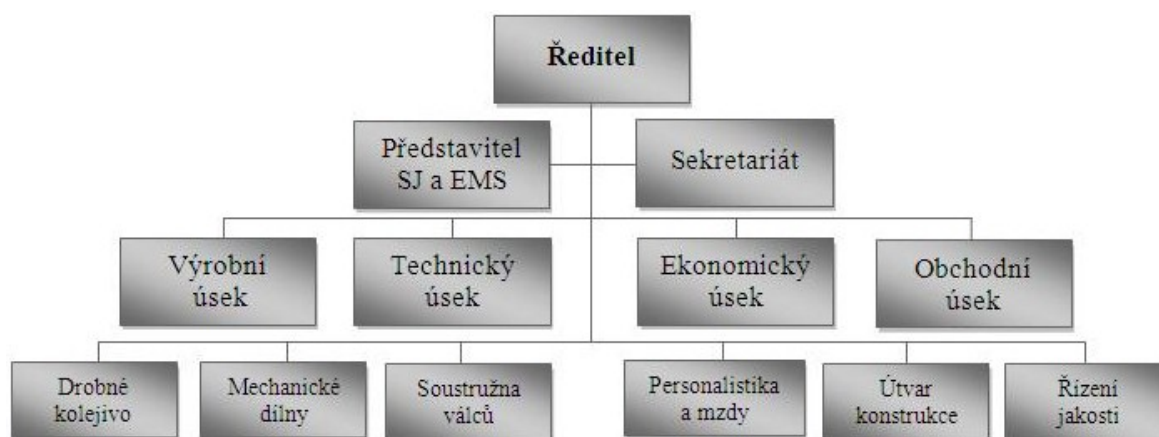 Ředitel
Představitel
SJ a EMS
Sekretariát
Výrobní
úsek
Technický
úsek
Ekonomický
úsek
Obchodní
úsek
Drobné
kolejivo
Mechanické
dílny
Soustružna
válců
Personalistika
a mzdy
Útvar
konstrukce
Řízení
jakosti